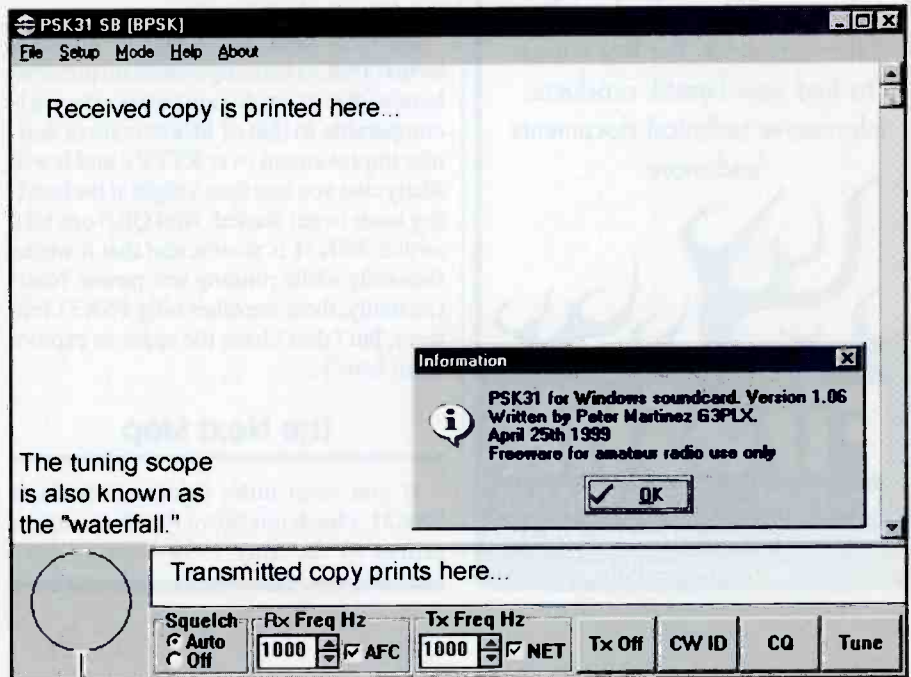 PSK31 SB [BPSK]
File Setup Mode Help About
Received copy is printed here...
Information
PSK31 for Windows soundcard. Version 1.06
Written by Peter Martinez G3PLX.
April 25th 1999
Freeware for amateur radio use only
OK
The tuning scope
is also known as
the "waterfall."
Transmitted copy prints here...
Squelch Rx Freq Hz Tx Freq Hz
Auto
Off
1000 AFC 1000 NET Tx Off CW ID CQ Tune